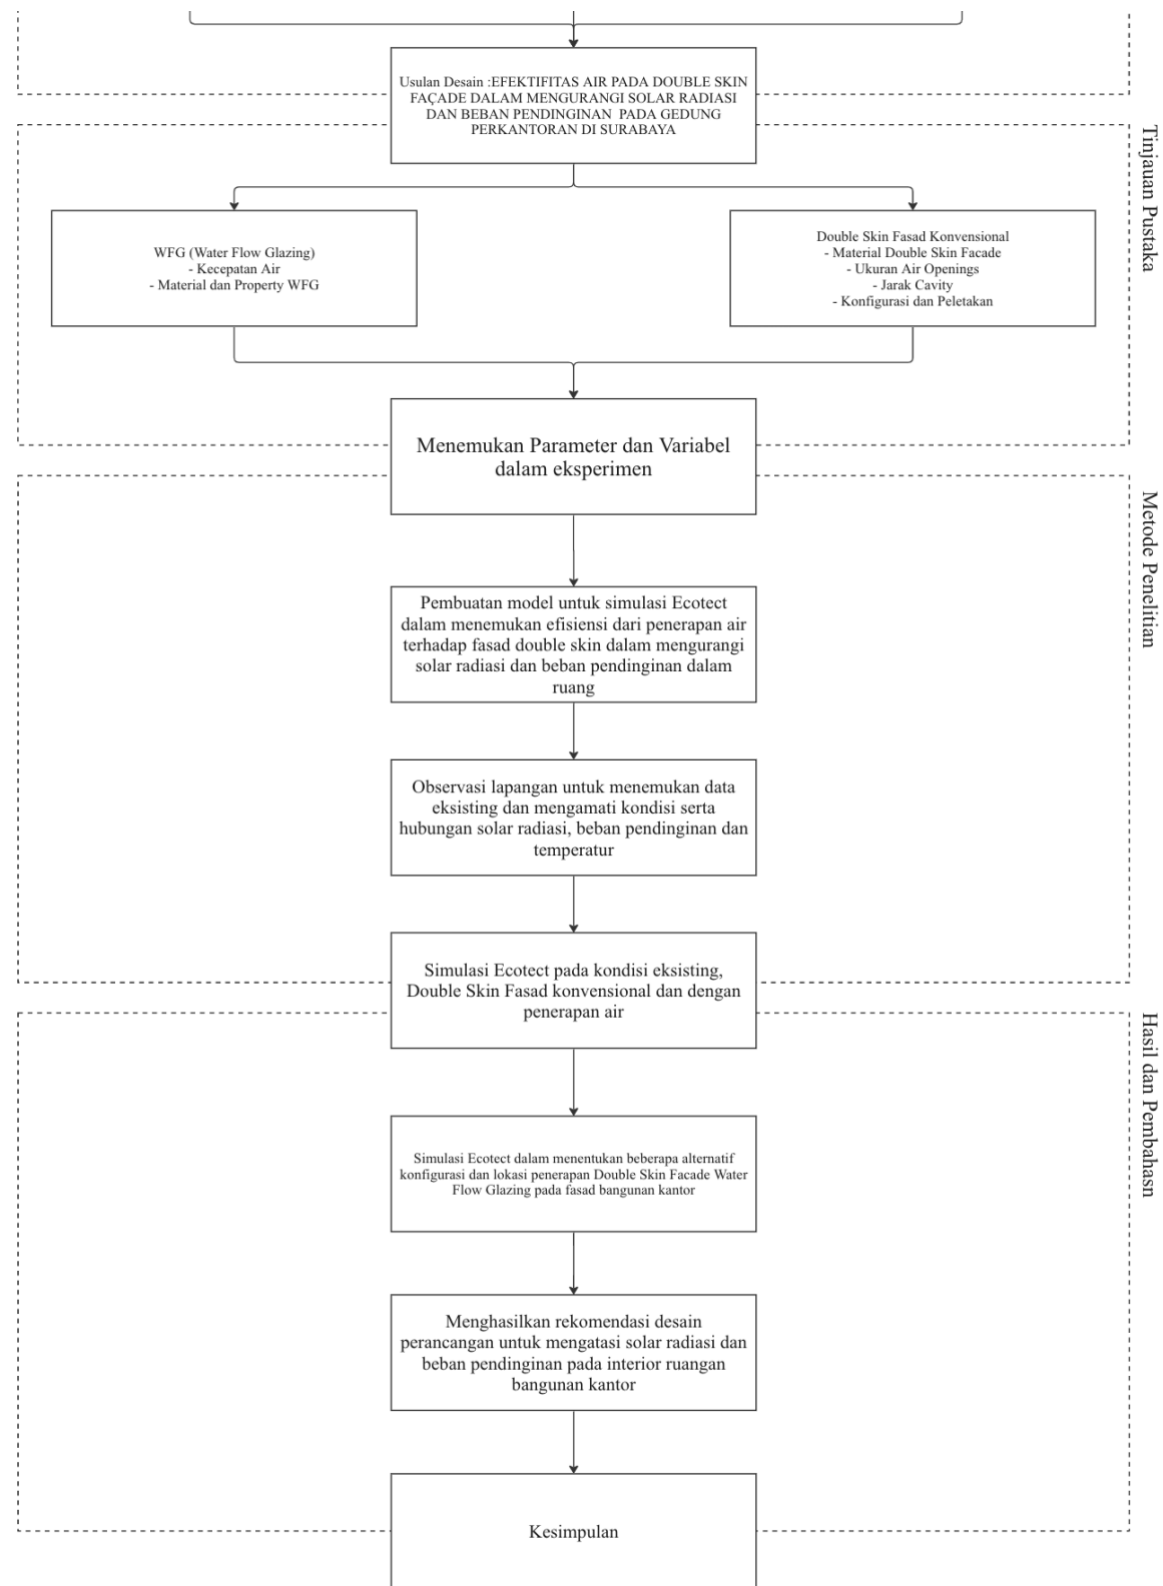 Usulan Desain :EFEKTIFITAS AIR PADA DOUBLE SKIN
FAÇADE DALAM MENGURANGI SOLAR RADIASI
DAN BEBAN PENDINGINAN PADA GEDUNG
PERKANTORAN DI SURABAYA
Tinjauan Pustaka
WFG (Water Flow Glazing)
- Kecepatan Air
- Material dan Property WFG
Double Skin Fasad Konvensional
- Material Double Skin Facade
- Ukuran Air Openings
- Jarak Cavity
- Konfigurasi dan Peletakan
Menemukan Parameter dan Variabel
dalam eksperimen
Metode Penelitian
Pembuatan model untuk simulasi Ecotect
dalam menemukan efisiensi dari penerapan air
terhadap fasad double skin dalam mengurangi
solar radiasi dan beban pendinginan dalam
ruang
Observasi lapangan untuk menemukan data
eksisting dan mengamati kondisi serta
hubungan solar radiasi, beban pendinginan dan
temperatur
Simulasi Ecotect pada kondisi eksisting,
Double Skin Fasad konvensional dan dengan
penerapan air
Hasil dan Pembahasn
Simulasi Ecotect dalam menentukan beberapa alternatif
konfigurasi dan lokasi penerapan Double Skin Facade Water
Flow Glazing pada fasad bangunan kantor
Menghasilkan rekomendasi desain
perancangan untuk mengatasi solar radiasi dan
beban pendinginan pada interior ruangan
bangunan kantor
Kesimpulan